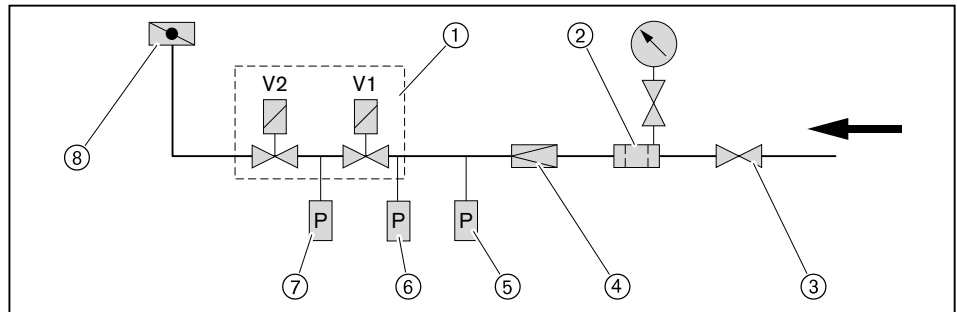 ① ②
V2 V1
⑧
P P P
⑦ ⑥ ⑤ ④ ③